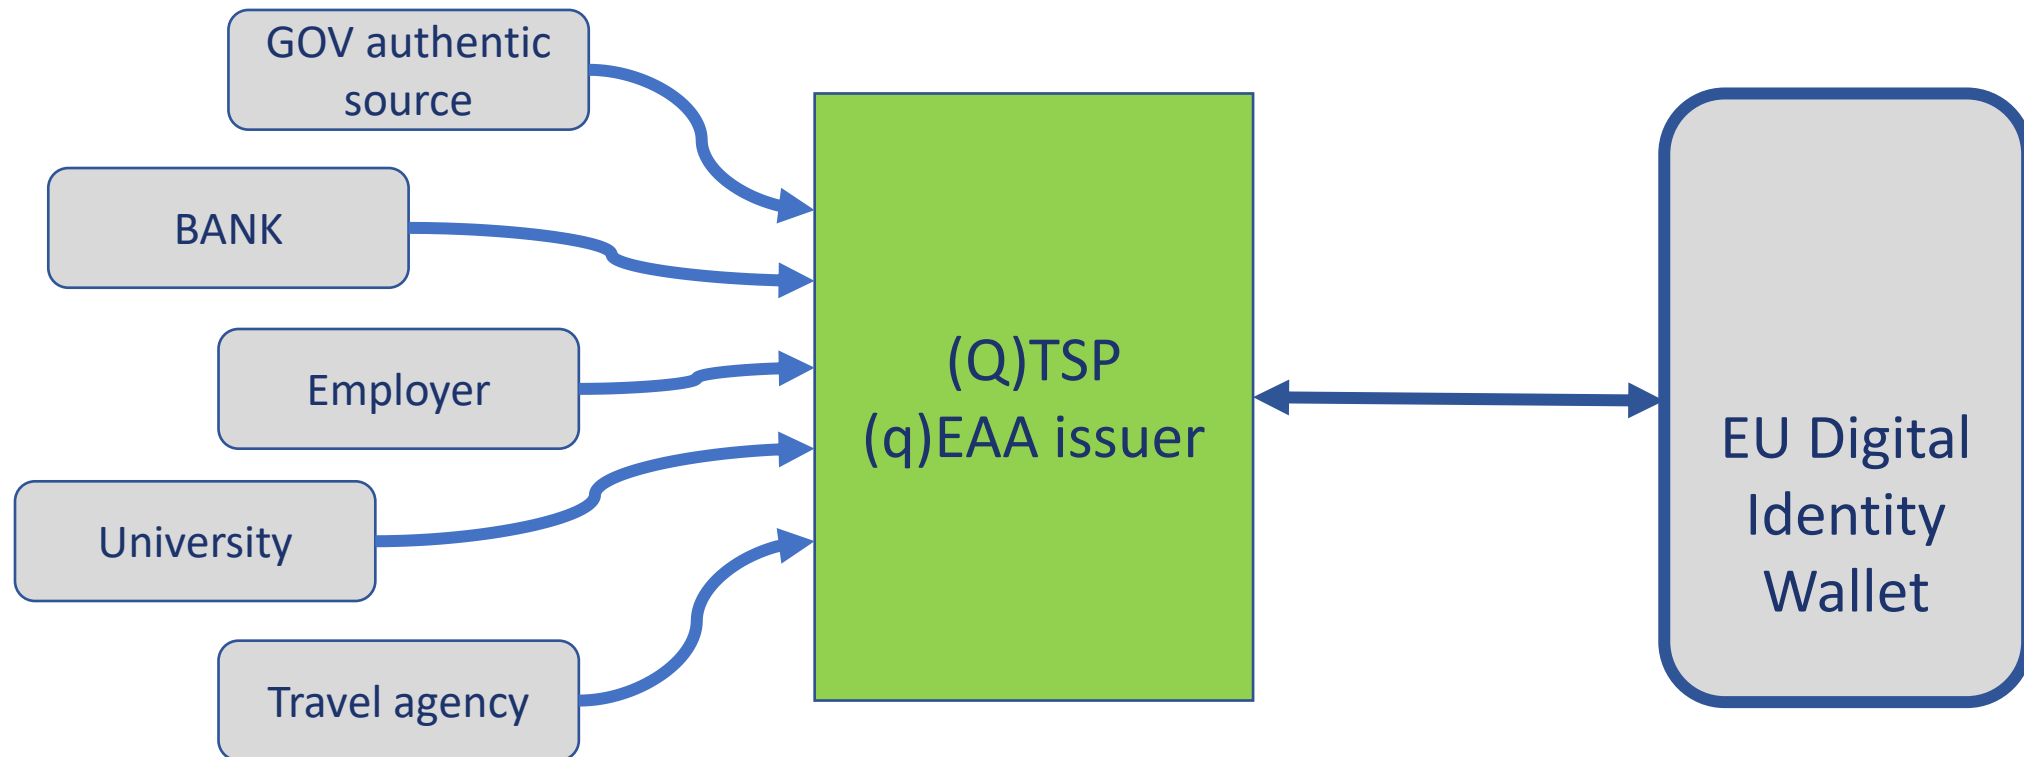 GOV authentic
source
BANK
Employer
University
Travel agency
(Q)TSP
(q)EAA issuer
EU Digital
Identity
Wallet